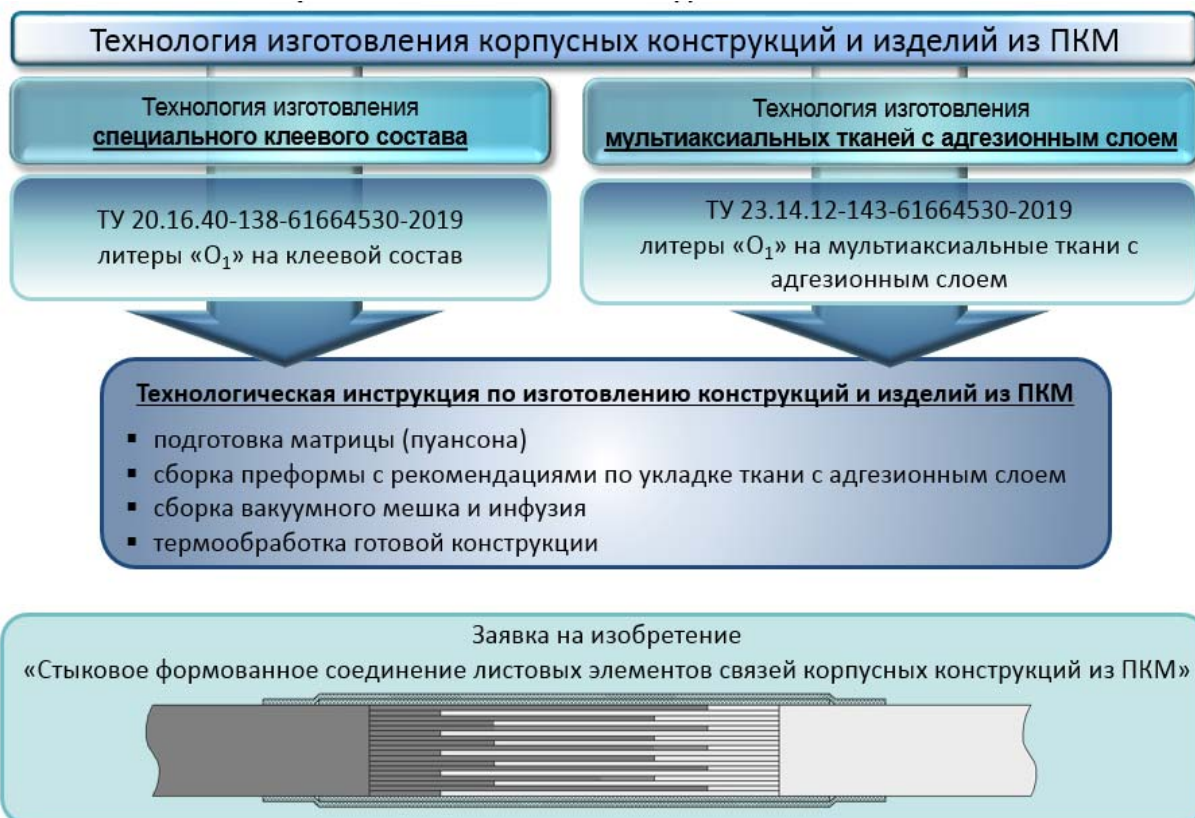 Технология изготовления корпусных конструкций и изделий из ПКМ
Технология изготовления
специального клеевого состава
ТУ 20.16.40-138-61664530-2019
литеры «О₁» на клеевой состав
Технология изготовления
мультиаксиальных тканей с адгезионным слоем
ТУ 23.14.12-143-61664530-2019
литеры «О₁» на мультиаксиальные ткани с
адгезионным слоем
Технологическая инструкция по изготовлению конструкций и изделий из ПКМ
▪ подготовка матрицы (пуансона)
▪ сборка преформы с рекомендациями по укладке ткани с адгезионным слоем
▪ сборка вакуумного мешка и инфузия
▪ термообработка готовой конструкции
Заявка на изобретение
«Стыковое формованное соединение листовых элементов связей корпусных конструкций из ПКМ»